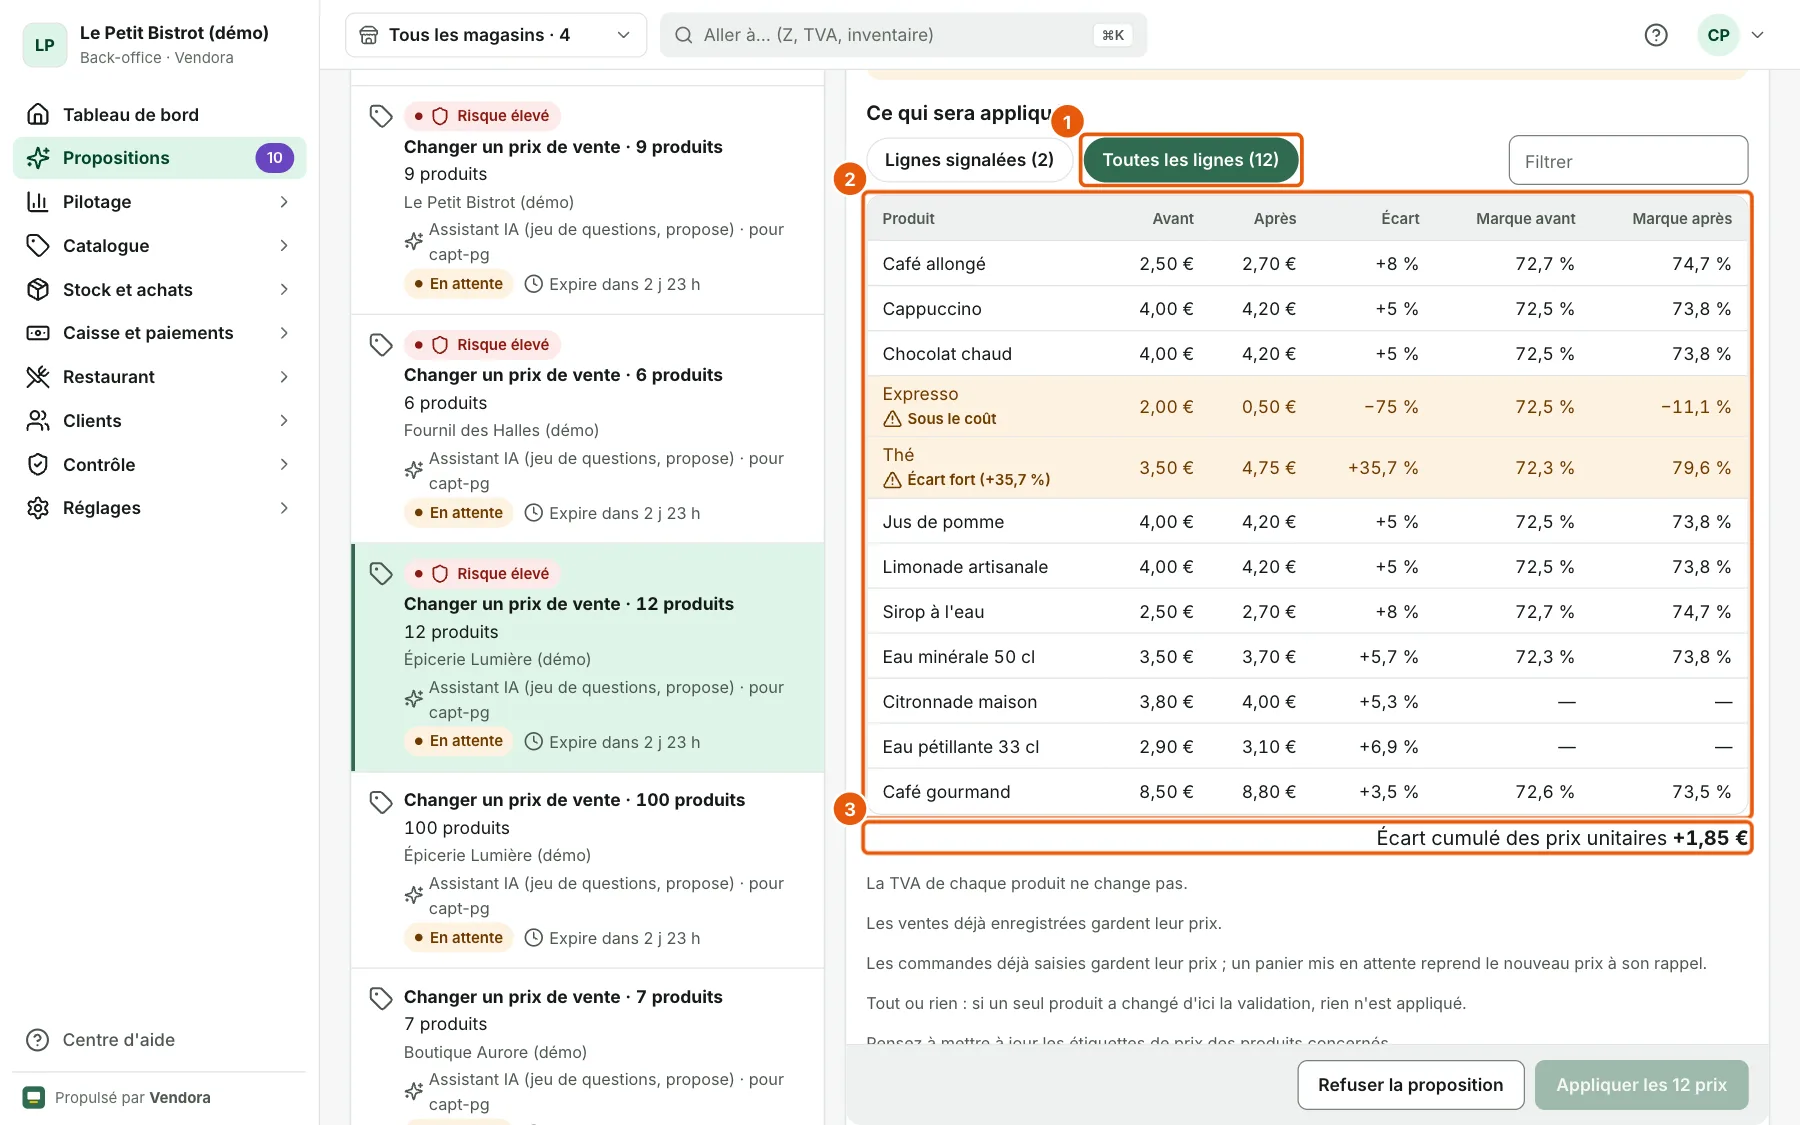 LP
Le Petit Bistrot (démo)
Back-office · Vendora
Tous les magasins · 4
Aller à... (Z, TVA, inventaire)
⌘K
CP
Tableau de bord
Propositions 10
Pilotage
Catalogue
Stock et achats
Caisse et paiements
Restaurant
Clients
Contrôle
Réglages
Centre d'aide
Propulsé par Vendora
Risque élevé
Changer un prix de vente · 9 produits
9 produits
Le Petit Bistrot (démo)
Assistant IA (jeu de questions, propose) · pour
capt-pg
En attente Expire dans 2 j 23 h
Risque élevé
Changer un prix de vente · 6 produits
6 produits
Fournil des Halles (démo)
Assistant IA (jeu de questions, propose) · pour
capt-pg
En attente Expire dans 2 j 23 h
Risque élevé
Changer un prix de vente · 12 produits
12 produits
Épicerie Lumière (démo)
Assistant IA (jeu de questions, propose) · pour
capt-pg
En attente Expire dans 2 j 23 h
Changer un prix de vente · 100 produits
100 produits
Épicerie Lumière (démo)
Assistant IA (jeu de questions, propose) · pour
capt-pg
En attente Expire dans 2 j 23 h
Changer un prix de vente · 7 produits
7 produits
Boutique Aurore (démo)
Assistant IA (jeu de questions, propose) · pour
capt-pg
Ce qui sera appliqu
1
Lignes signalées (2) Toutes les lignes (12) Filtrer
2
Produit Avant Après Écart Marque avant Marque après
Café allongé 2,50 € 2,70 € +8 % 72,7 % 74,7 %
Cappuccino 4,00 € 4,20 € +5 % 72,5 % 73,8 %
Chocolat chaud 4,00 € 4,20 € +5 % 72,5 % 73,8 %
Expresso 2,00 € 0,50 € −75 % 72,5 % −11,1 %
Sous le coût
Thé 3,50 € 4,75 € +35,7 % 72,3 % 79,6 %
Écart fort (+35,7 %)
Jus de pomme 4,00 € 4,20 € +5 % 72,5 % 73,8 %
Limonade artisanale 4,00 € 4,20 € +5 % 72,5 % 73,8 %
Sirop à l'eau 2,50 € 2,70 € +8 % 72,7 % 74,7 %
Eau minérale 50 cl 3,50 € 3,70 € +5,7 % 72,3 % 73,8 %
Citronnade maison 3,80 € 4,00 € +5,3 % — —
Eau pétillante 33 cl 2,90 € 3,10 € +6,9 % — —
Café gourmand 8,50 € 8,80 € +3,5 % 72,6 % 73,5 %
3
Écart cumulé des prix unitaires +1,85 €
La TVA de chaque produit ne change pas.
Les ventes déjà enregistrées gardent leur prix.
Les commandes déjà saisies gardent leur prix ; un panier mis en attente reprend le nouveau prix à son rappel.
Tout ou rien : si un seul produit a changé d'ici la validation, rien n'est appliqué.
Pensez à mettre à jour les étiquettes de prix des produits concernés
Refuser la proposition Appliquer les 12 prix